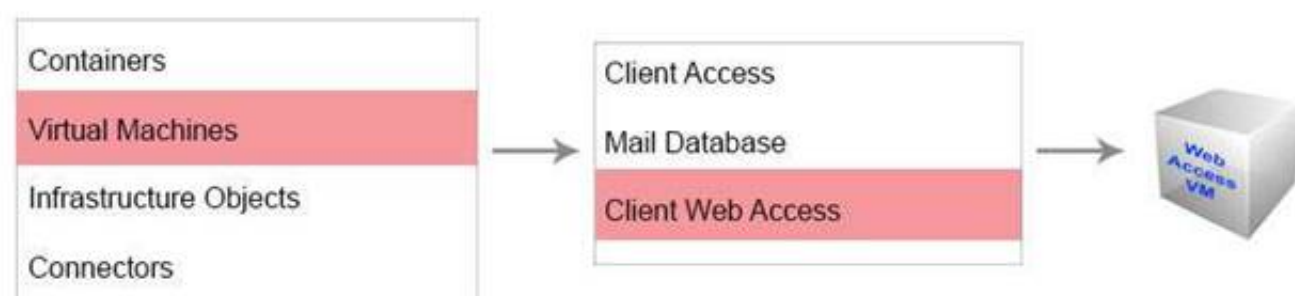 Containers
Virtual Machines
Infrastructure Objects
Connectors
Client Access
Mail Database
Client Web Access
Web
Access
VM